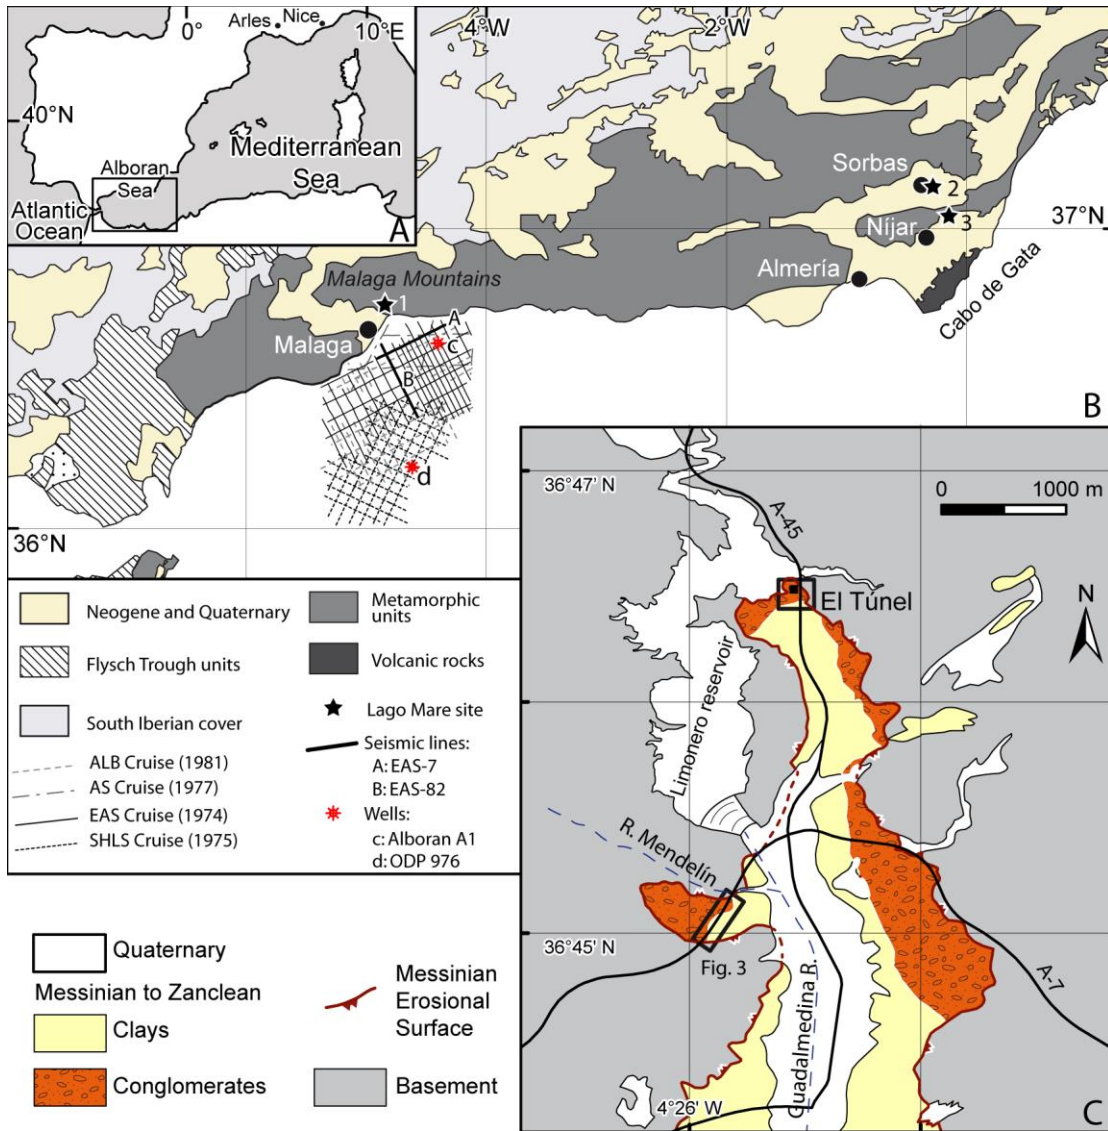 0°
Arles
Nice
10°E
4°W
2°W
40°N
Alboran
Sea
Mediterranean
Sea
Atlantic
Ocean
A
Sorbas
2
37°N
Níjar
3
Almería
Cabo de Gata
Malaga Mountains
1
Malaga
A
c
B
d
B
36°N
Neogene and Quaternary
Flysch Trough units
South Iberian cover
ALB Cruise (1981)
AS Cruise (1977)
EAS Cruise (1974)
SHLS Cruise (1975)
Metamorphic
units
Volcanic rocks
Lago Mare site
Seismic lines:
A: EAS-7
B: EAS-82
Wells:
c: Alboran A1
d: ODP 976
Quaternary
Messinian to Zanclean
Clays
Conglomerates
Messinian
Erosional
Surface
Basement
36°47' N
0 1000 m
A-45
El Túnel
N
Limonero reservoir
R. Mendelin
36°45' N
Fig. 3
Guadalmedina R.
A-7
4°26' W
C